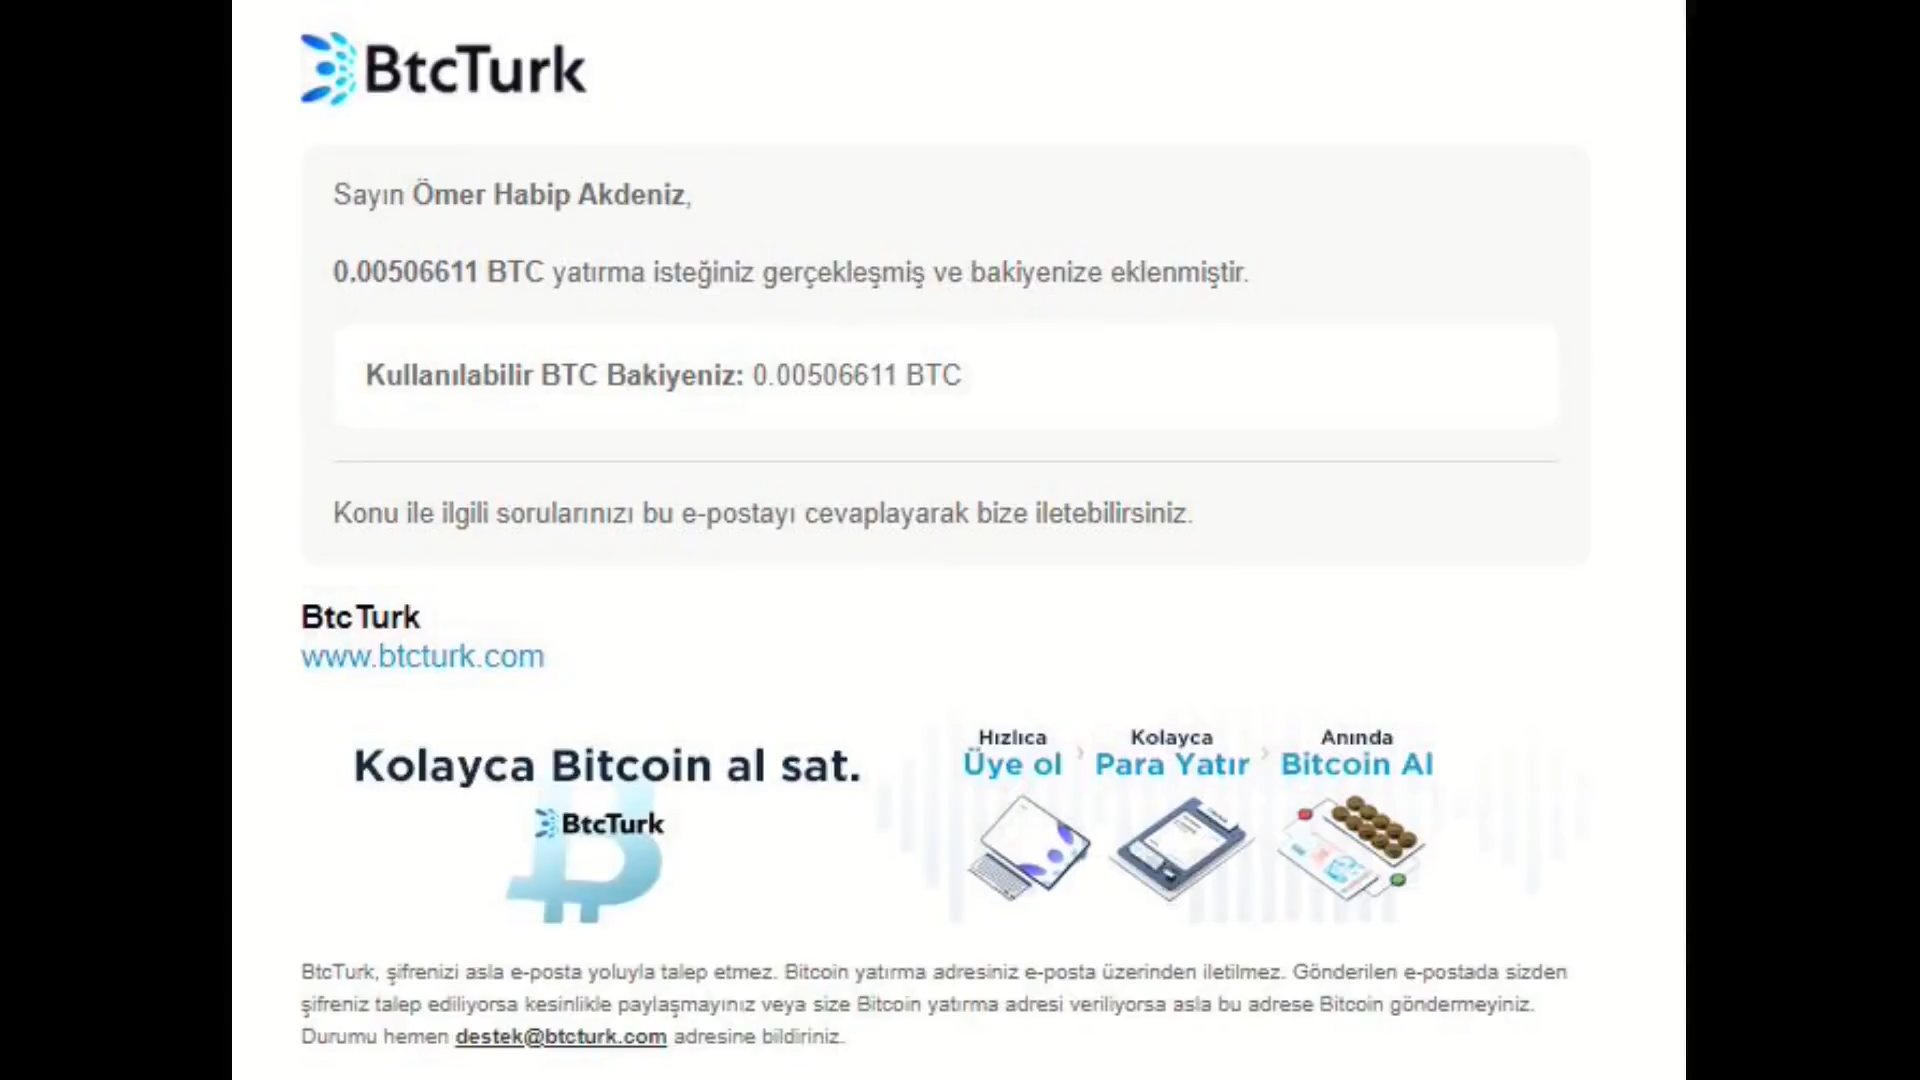 BtcTurk
Sayın Ömer Habip Akdeniz,
0.00506611 BTC yatırma isteğiniz gerçekleşmiş ve bakiyenize eklenmiştir.
Kullanılabilir BTC Bakiyeniz: 0.00506611 BTC
Konu ile ilgili sorularınızı bu e-postayı cevaplayarak bize iletebilirsiniz.
BtcTurk
www.btcturk.com
Kolayca Bitcoin al sat.
BtcTurk
Hızlıca
Üye ol
Kolayca
Para Yatır
Anında
Bitcoin Al
BtcTurk, şifrenizi asla e-posta yoluyla talep etmez. Bitcoin yatırma adresiniz e-posta üzerinden iletilmez. Gönderilen e-postada sizden
şifreniz talep ediliyorsa kesinlikle paylaşmayınız veya size Bitcoin yatırma adresi veriliyorsa asla bu adrese Bitcoin göndermeyiniz.
Durumu hemen destek@btcturk.com adresine bildiriniz.